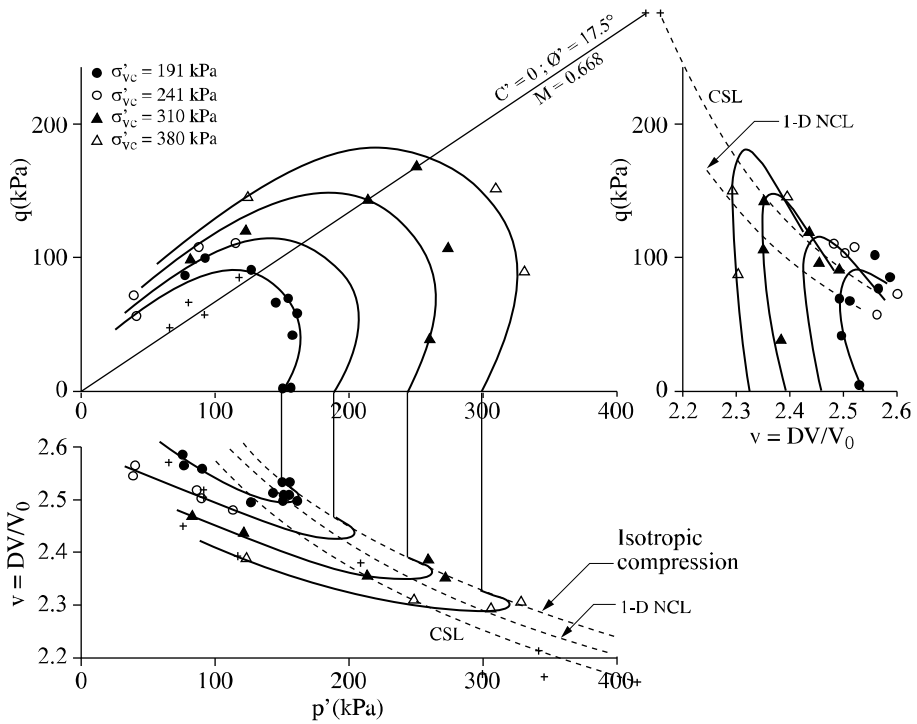 σ'vc = 191 kPa
σ'vc = 241 kPa
σ'vc = 310 kPa
σ'vc = 380 kPa
C' = 0 ; Ø' = 17.5°
M = 0.668
q(kPa)
200
100
0
0
100
200
300
400
CSL
1-D NCL
q(kPa)
200
100
0
2.2
2.3
2.4
2.5
2.6
v = DV/V0
2.6
2.5
2.4
2.3
2.2
v = DV/V0
Isotropic
compression
1-D NCL
CSL
0
100
200
300
400
p'(kPa)